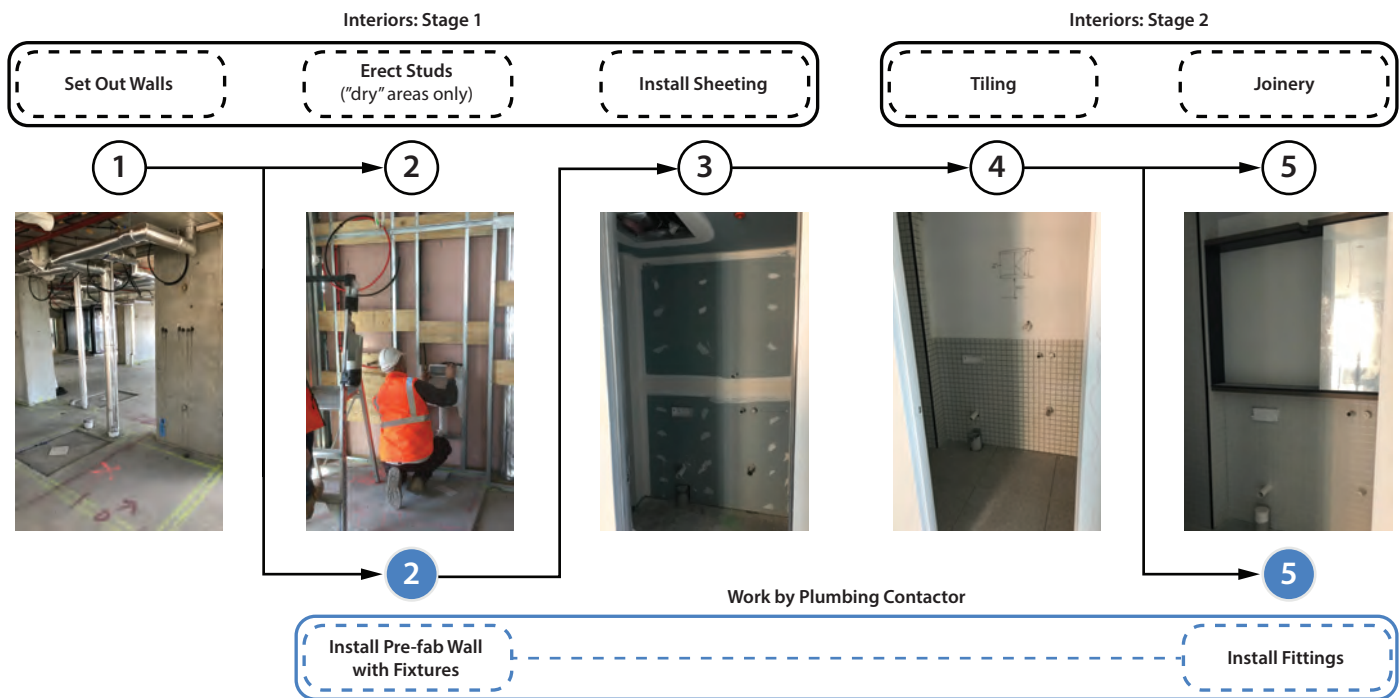 Interiors: Stage 1
Interiors: Stage 2
Set Out Walls
Erect Studs
("dry" areas only)
Install Sheeting
Tiling
Joinery
1
2
3
4
5
2
5
Work by Plumbing Contactor
Install Pre-fab Wall
with Fixtures
Install Fittings